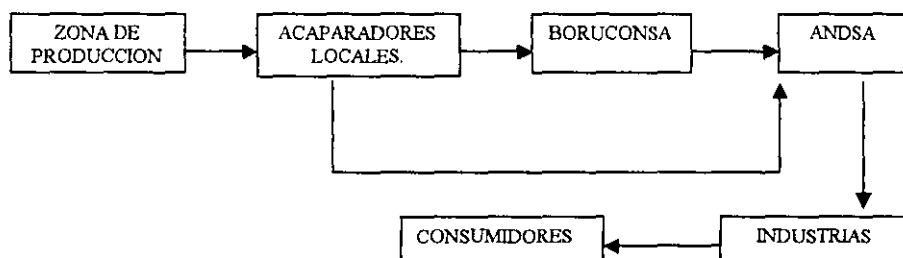 ZONA DE
PRODUCCION
ACAPARADORES
LOCALES.
BORUCONSA
ANDSA
CONSUMIDORES
INDUSTRIAS